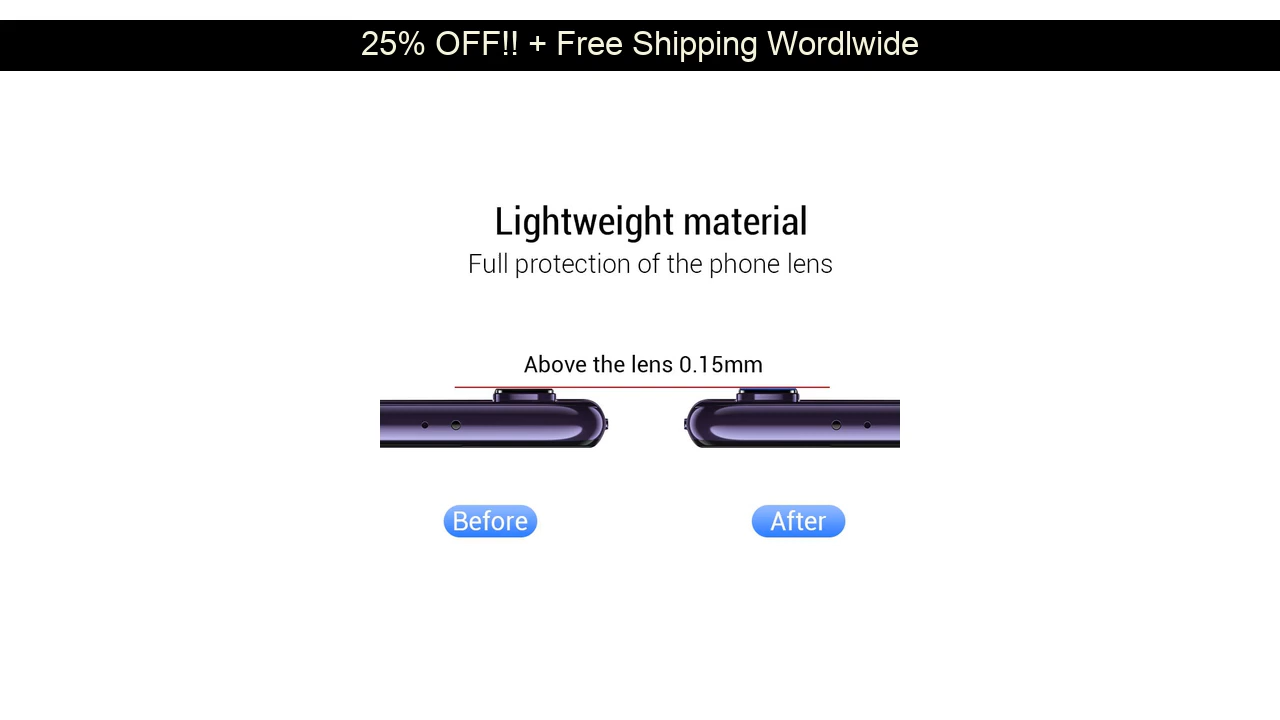 25% OFF!! + Free Shipping Wordlwide
Lightweight material
Full protection of the phone lens
Above the lens 0.15mm
Before
After